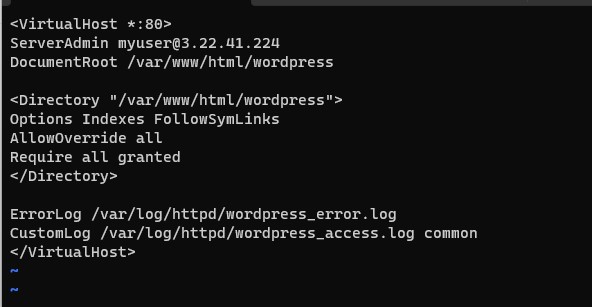 <VirtualHost *:80>
ServerAdmin myuser@3.22.41.224
DocumentRoot /var/www/html/wordpress
<Directory "/var/www/html/wordpress">
Options Indexes FollowSymLinks
AllowOverride all
Require all granted
</Directory>
ErrorLog /var/log/httpd/wordpress_error.log
CustomLog /var/log/httpd/wordpress_access.log common
</VirtualHost>
~
~